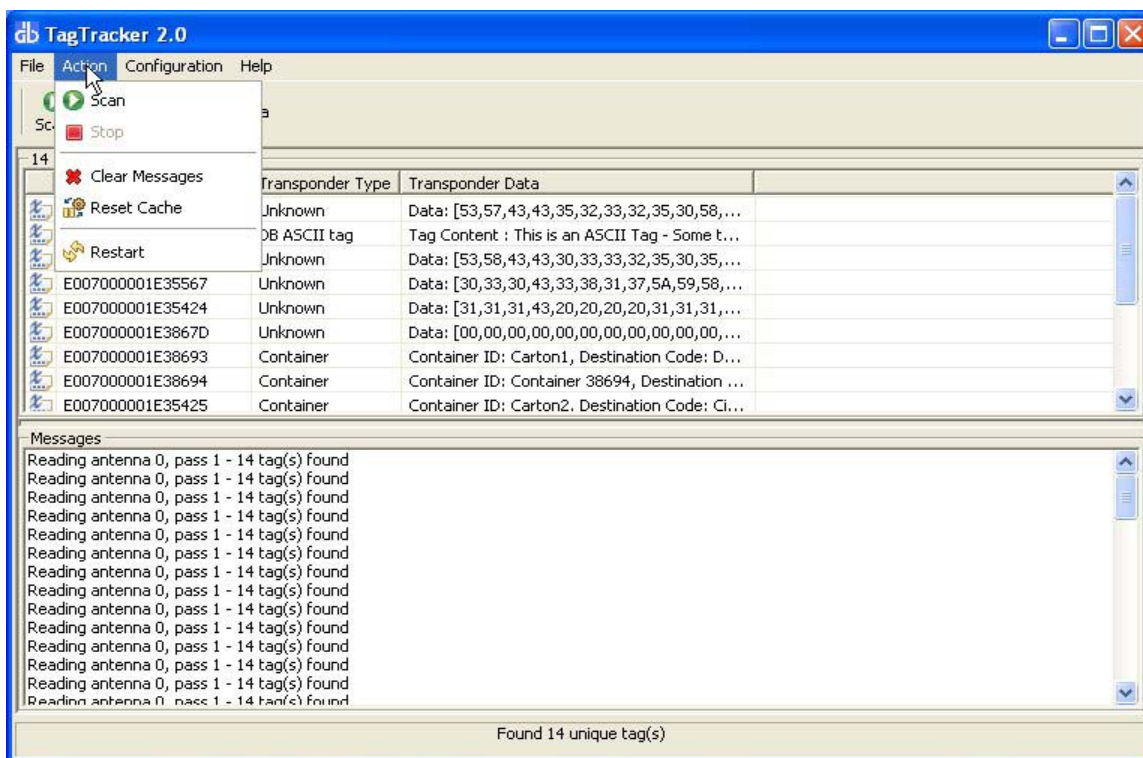 db TagTracker 2.0
File Action Configuration Help
Scan
Stop
Clear Messages
Reset Cache
Restart
14
Transponder Type Transponder Data
Unknown Data: [53,57,43,43,35,32,33,32,35,30,58,...
DB ASCII tag Tag Content : This is an ASCII Tag - Some t...
Unknown Data: [53,58,43,43,30,33,33,32,35,30,35,...
E007000001E35567 Unknown Data: [30,33,30,43,33,38,31,37,5A,59,58,...
E007000001E35424 Unknown Data: [31,31,31,43,20,20,20,20,31,31,31,...
E007000001E3867D Unknown Data: [00,00,00,00,00,00,00,00,00,00,00,...
E007000001E38693 Container Container ID: Carton1, Destination Code: D...
E007000001E38694 Container Container ID: Container 38694, Destination ...
E007000001E35425 Container Container ID: Carton2, Destination Code: Ci...
Messages
Reading antenna 0, pass 1 - 14 tag(s) found
Reading antenna 0, pass 1 - 14 tag(s) found
Reading antenna 0, pass 1 - 14 tag(s) found
Reading antenna 0, pass 1 - 14 tag(s) found
Reading antenna 0, pass 1 - 14 tag(s) found
Reading antenna 0, pass 1 - 14 tag(s) found
Reading antenna 0, pass 1 - 14 tag(s) found
Reading antenna 0, pass 1 - 14 tag(s) found
Reading antenna 0, pass 1 - 14 tag(s) found
Reading antenna 0, pass 1 - 14 tag(s) found
Reading antenna 0, pass 1 - 14 tag(s) found
Reading antenna 0, pass 1 - 14 tag(s) found
Reading antenna 0, pass 1 - 14 tag(s) found
Reading antenna 0, pass 1 - 14 tag(s) found
Found 14 unique tag(s)